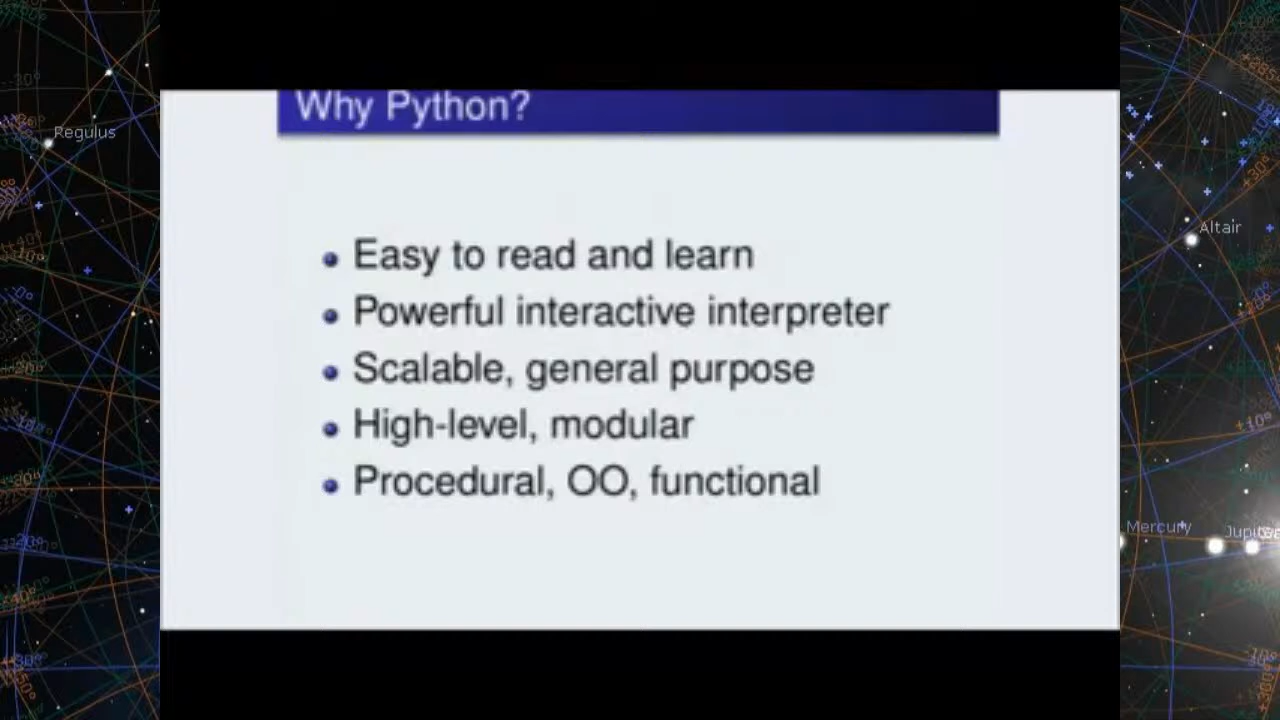 Why Python?
Easy to read and learn
Powerful interactive interpreter
Scalable, general purpose
High-level, modular
Procedural, OO, functional
Regulus
Altair
Mercury
+10°